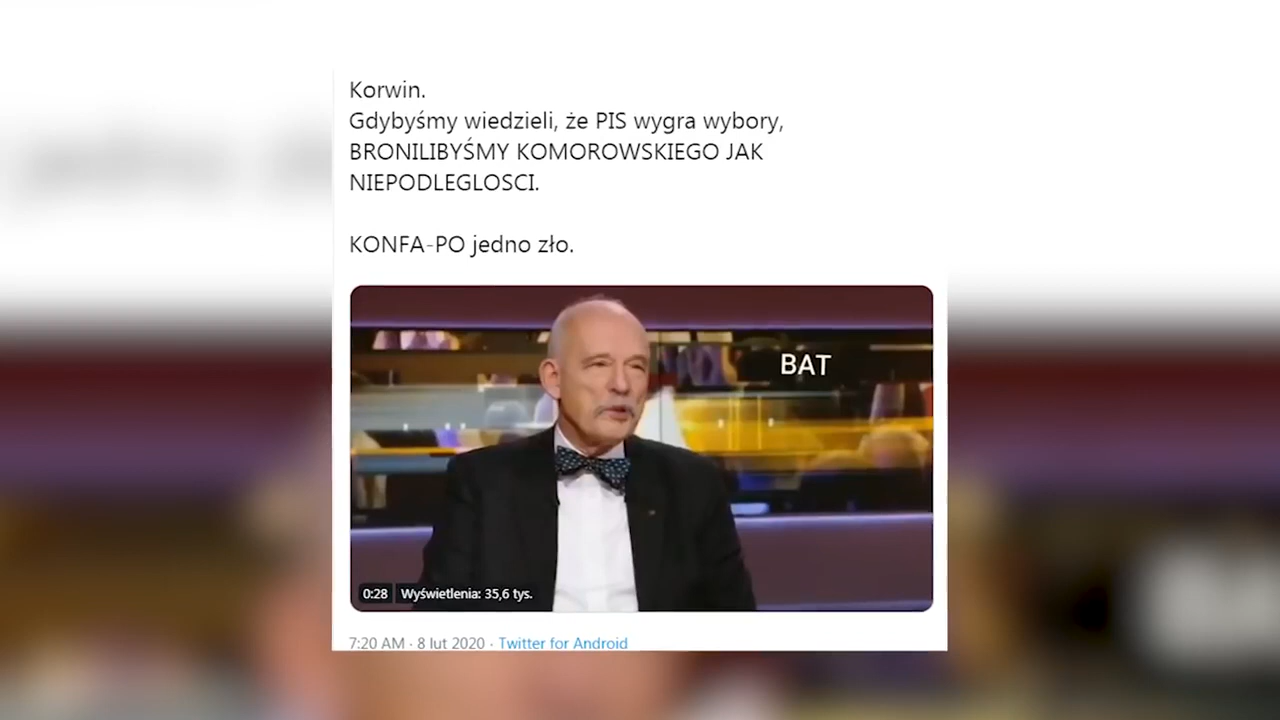 Korwin.
Gdybyśmy wiedzieli, że PIS wygra wybory,
BRONILIBYŚMY KOMOROWSKIEGO JAK
NIEPODLEGLOSCI.
KONFA-PO jedno zło.
BAT
0:28 Wyświetlenia: 35,6 tys.
7:20 AM · 8 lut 2020 · Twitter for Android